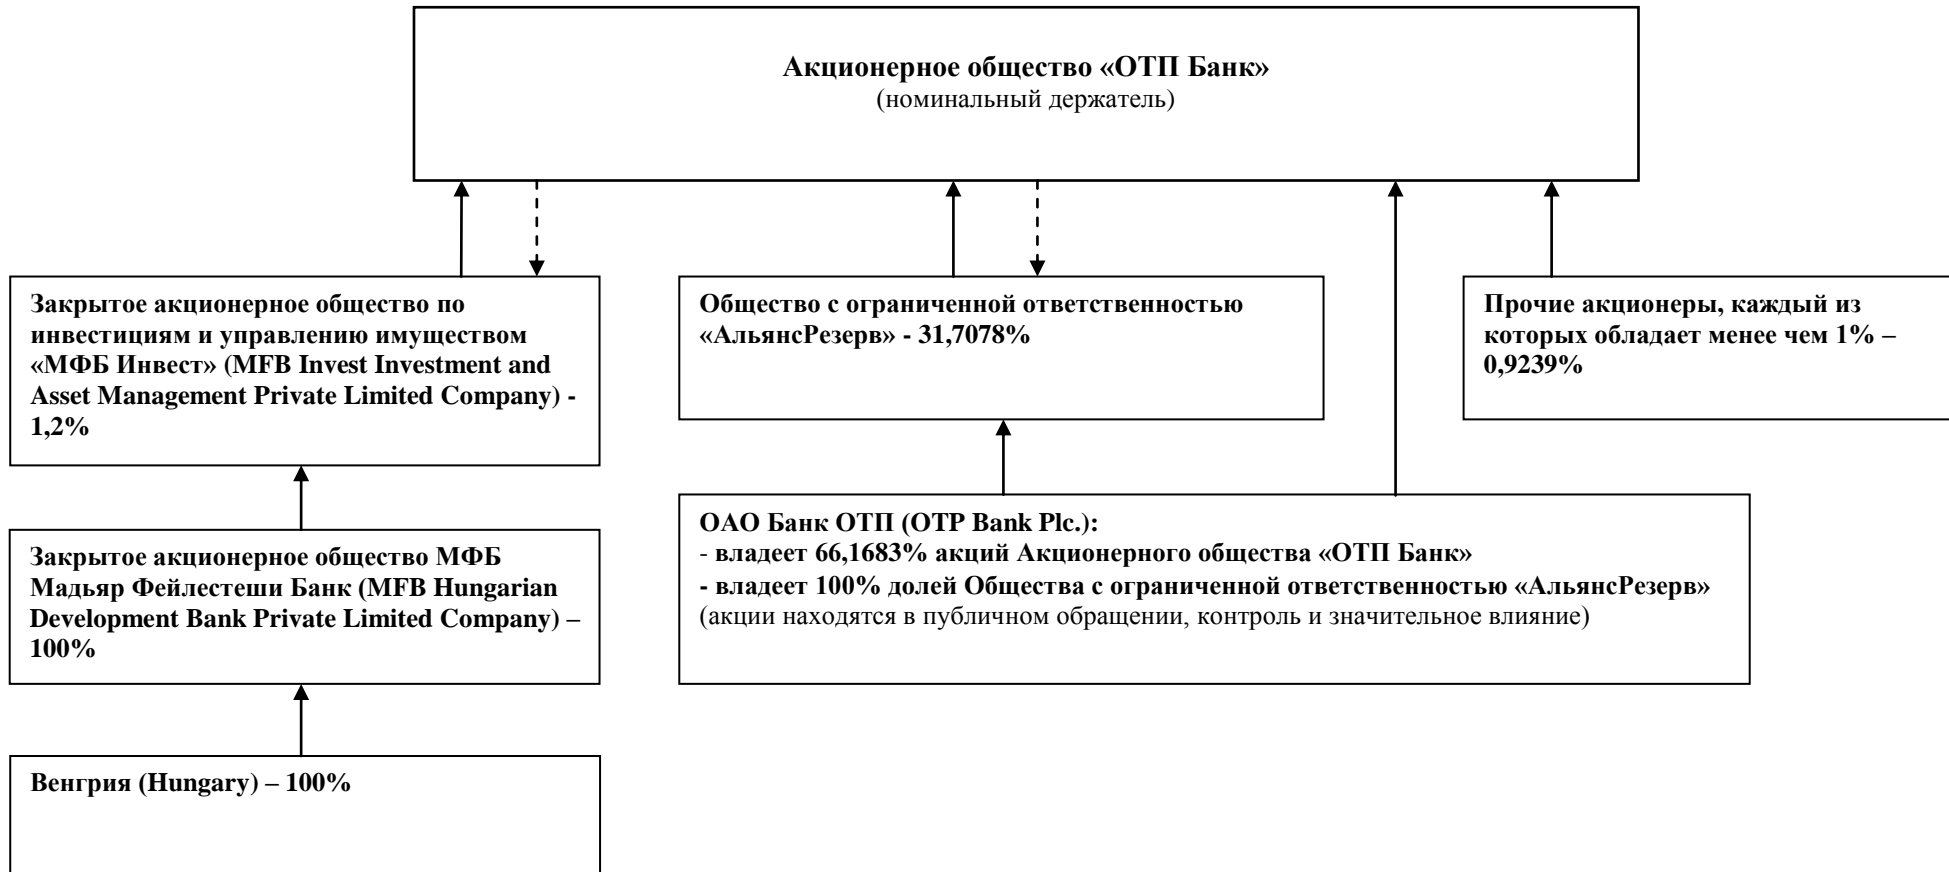 Акционерное общество «ОТП Банк»
(номинальный держатель)
Закрытое акционерное общество по
инвестициям и управлению имуществом
«МФБ Инвест» (MFB Invest Investment and
Asset Management Private Limited Company) -
1,2%
Общество с ограниченной ответственностью
«АльянсРезерв» - 31,7078%
Прочие акционеры, каждый из
которых обладает менее чем 1% –
0,9239%
Закрытое акционерное общество МФБ
Мадьяр Фейлестеши Банк (MFB Hungarian
Development Bank Private Limited Company) –
100%
ОАО Банк ОТП (OTP Bank Plc.):
- владеет 66,1683% акций Акционерного общества «ОТП Банк»
- владеет 100% долей Общества с ограниченной ответственностью «АльянсРезерв»
(акции находятся в публичном обращении, контроль и значительное влияние)
Венгрия (Hungary) – 100%